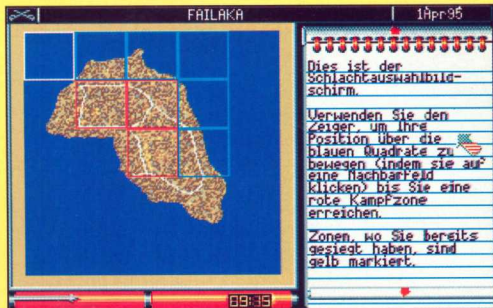 FAILAKA
1Apr95
Dies ist der
Schlachtauswahlbild-
schirm.
Verwenden Sie den
Zeiger, um Ihre
Position über die
blauen Quadrate zu
bewegen (indem sie auf
eine Nachbarfeld
klicken) bis Sie eine
rote Kampfzone
erreichen.
Zonen, wo Sie bereits
gesiegt haben, sind
gelb markiert.
09:35